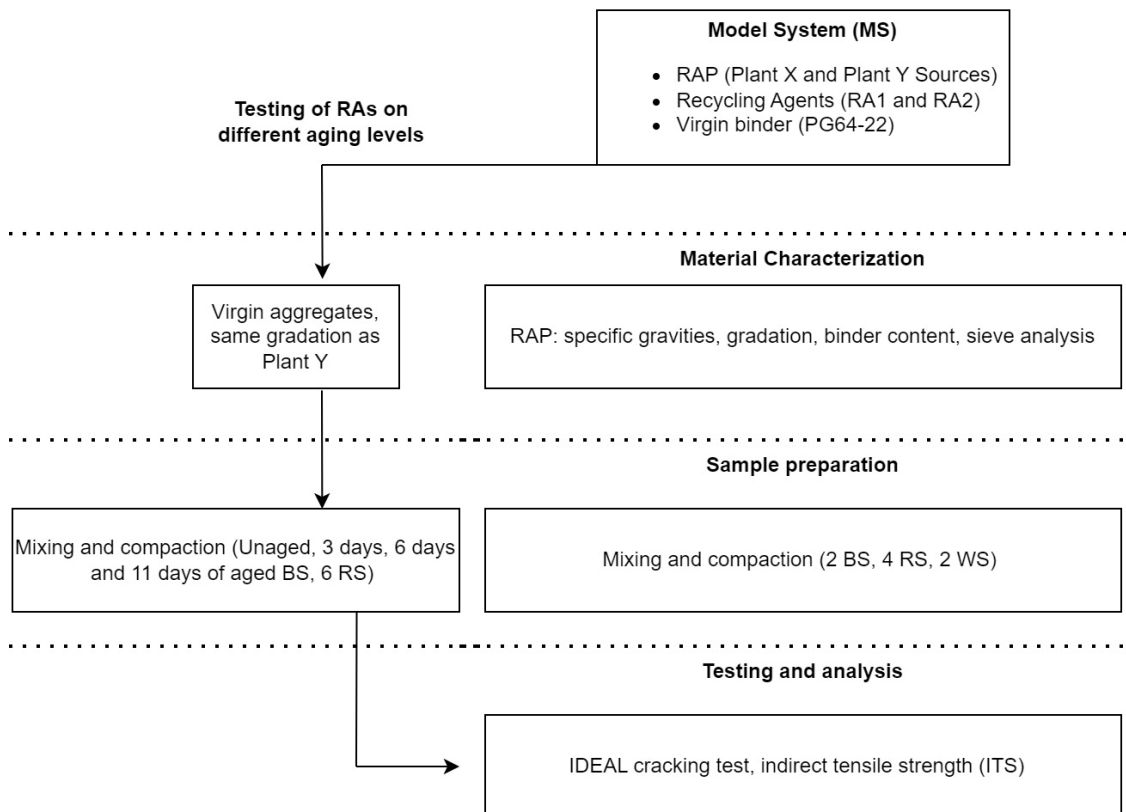 Model System (MS)
• RAP (Plant X and Plant Y Sources)
• Recycling Agents (RA1 and RA2)
• Virgin binder (PG64-22)
Testing of RAs on
different aging levels
Material Characterization
Virgin aggregates,
same gradation as
Plant Y
RAP: specific gravities, gradation, binder content, sieve analysis
Sample preparation
Mixing and compaction (Unaged, 3 days, 6 days
and 11 days of aged BS, 6 RS)
Mixing and compaction (2 BS, 4 RS, 2 WS)
Testing and analysis
IDEAL cracking test, indirect tensile strength (ITS)